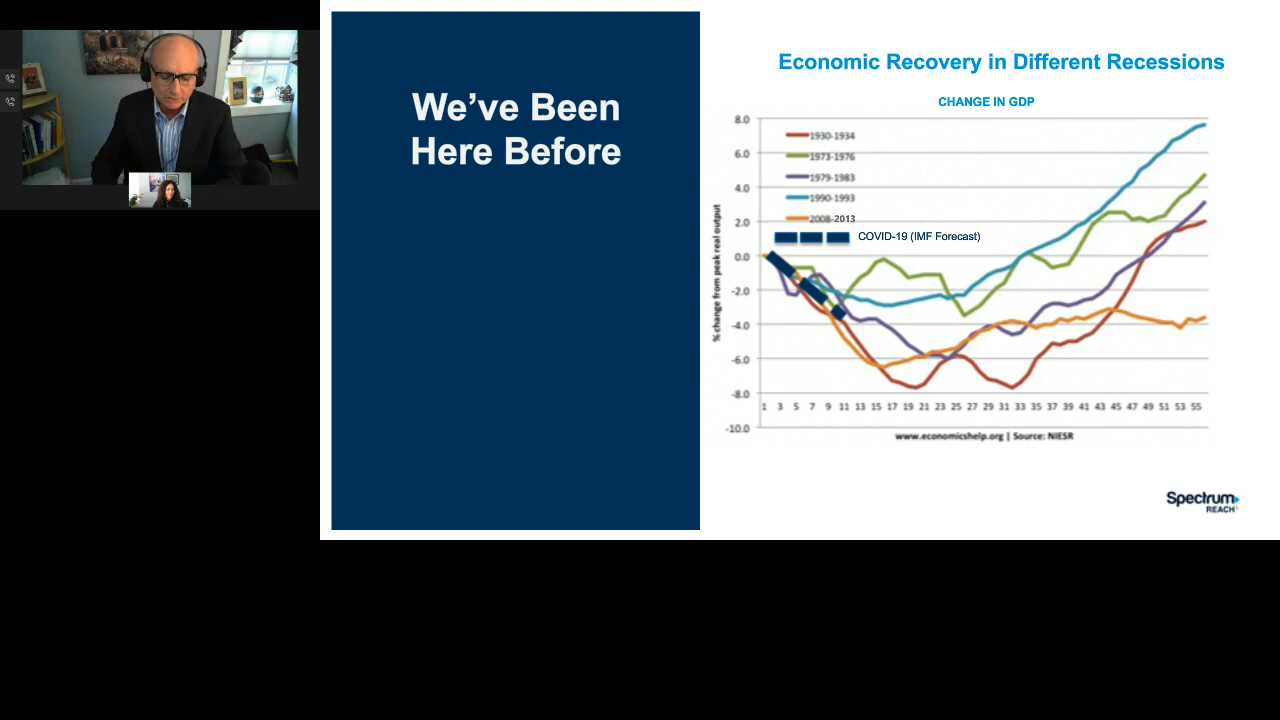 We've Been
Here Before
Economic Recovery in Different Recessions
CHANGE IN GDP
8.0
6.0
4.0
2.0
0.0
-2.0
-4.0
-6.0
-8.0
-10.0
% change from peak real output
1930-1934
1973-1976
1979-1983
1990-1993
2008-2013
COVID-19 (IMF Forecast)
1 3 5 7 9 11 13 15 17 19 21 23 25 27 29 31 33 35 37 39 41 43 45 47 49 51 53 55
www.economicshelp.org | Source: NIESR
Spectrum
REACH